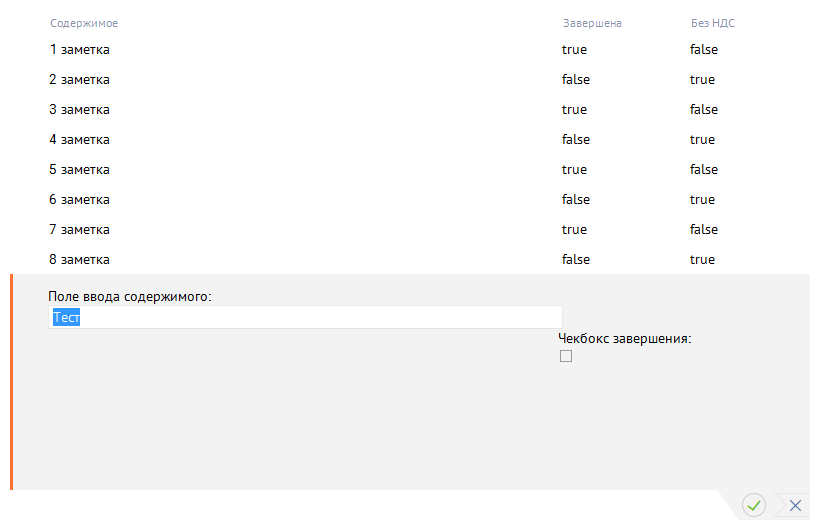 Содержимое Завершена Без НДС
1 заметка true false
2 заметка false true
3 заметка true false
4 заметка false true
5 заметка true false
6 заметка false true
7 заметка true false
8 заметка false true
Поле ввода содержимого:
Тест
Чекбокс завершения: